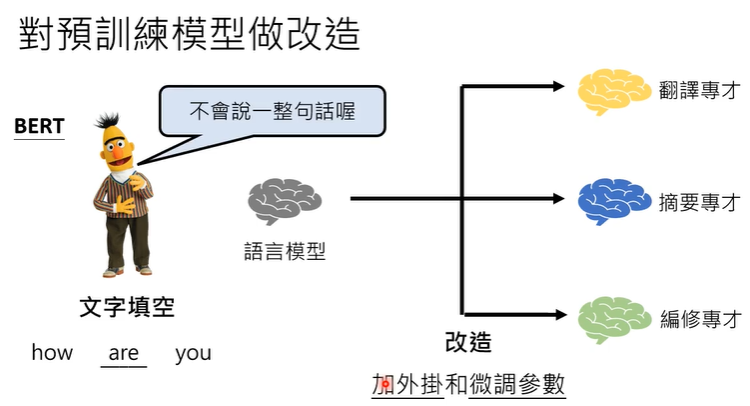 對預訓練模型做改造
BERT
不會說一整句話喔
語言模型
文字填空
how are you
翻譯專才
摘要專才
編修專才
改造
加外掛和微調參數